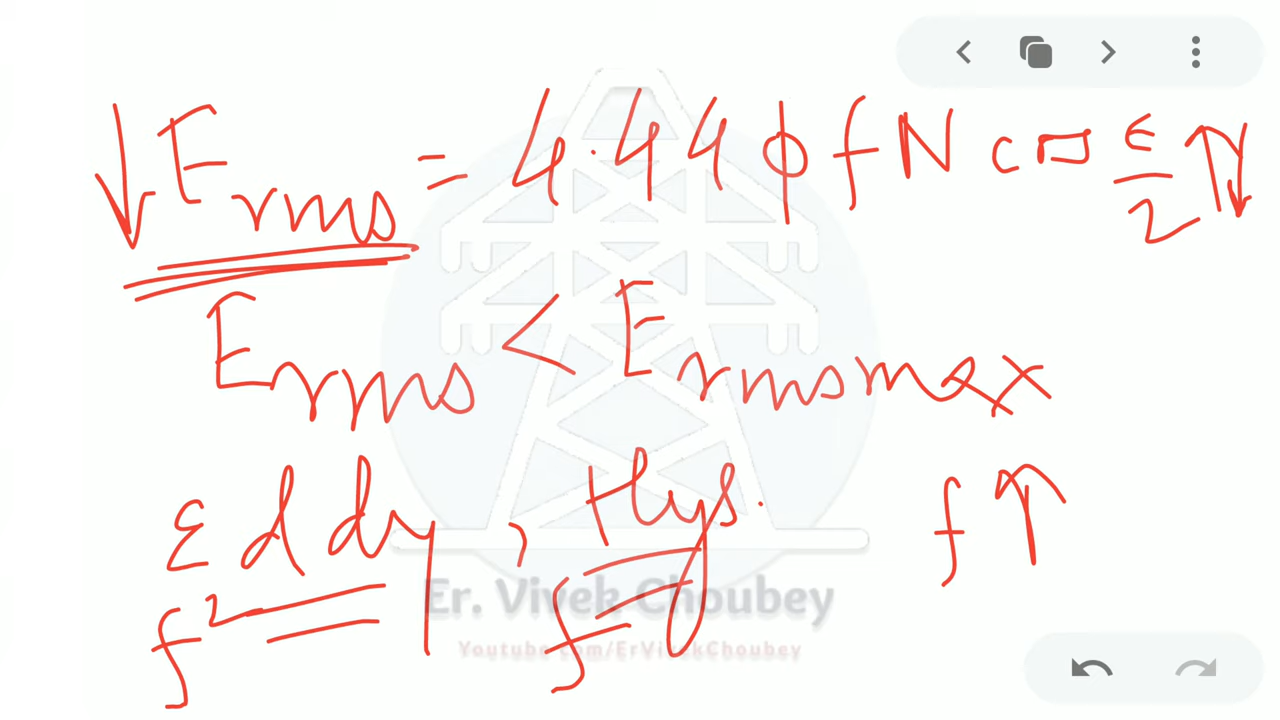 ↓ Erms = 4.44 ϕ f N cos ε/2 ↑↓
Erms < Ermsmax
Eddy, Hys. f↑
f² f
Er. Vivek Choubey
Youtube.com/ErVivekChoubey